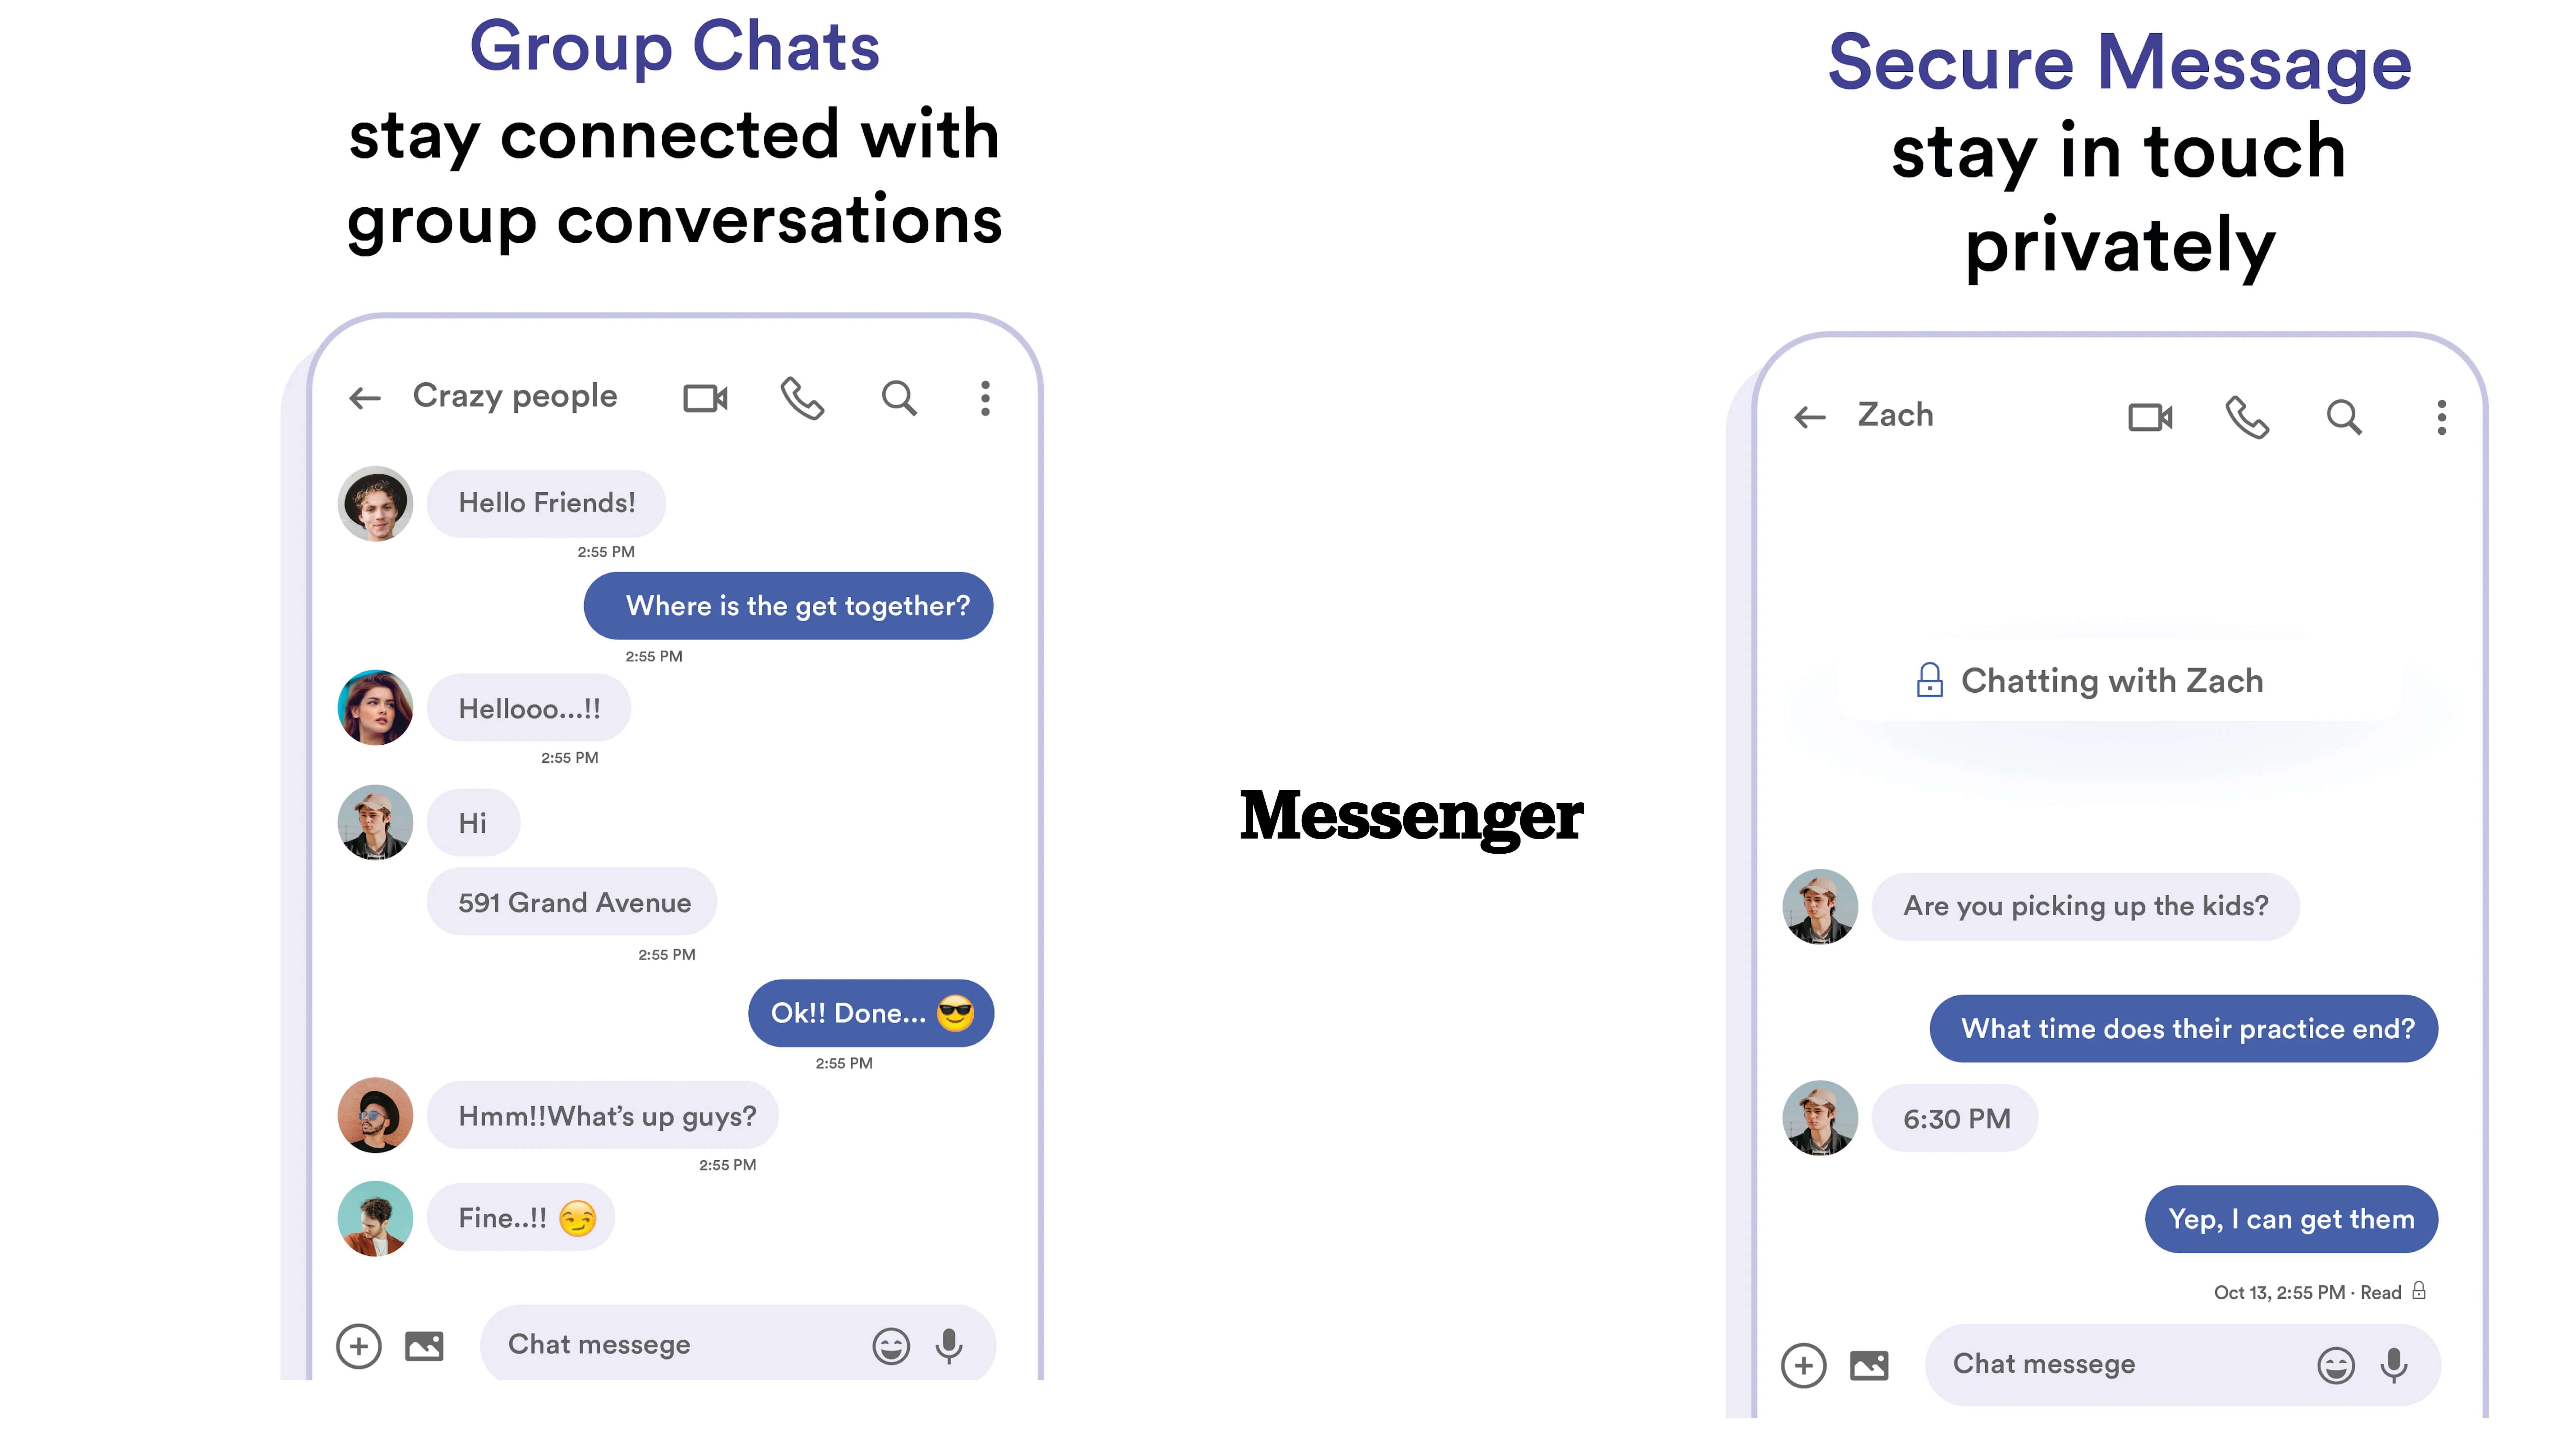 Group Chats
stay connected with
group conversations
Crazy people
Hello Friends!
2:55 PM
Where is the get together?
2:55 PM
Hellooo...!!
2:55 PM
Hi
591 Grand Avenue
2:55 PM
Ok!! Done... 😎
2:55 PM
Hmm!!What's up guys?
2:55 PM
Fine..!! 😏
Chat messege
Messenger
Secure Message
stay in touch
privately
Zach
Chatting with Zach
Are you picking up the kids?
What time does their practice end?
6:30 PM
Yep, I can get them
Oct 13, 2:55 PM · Read
Chat messege